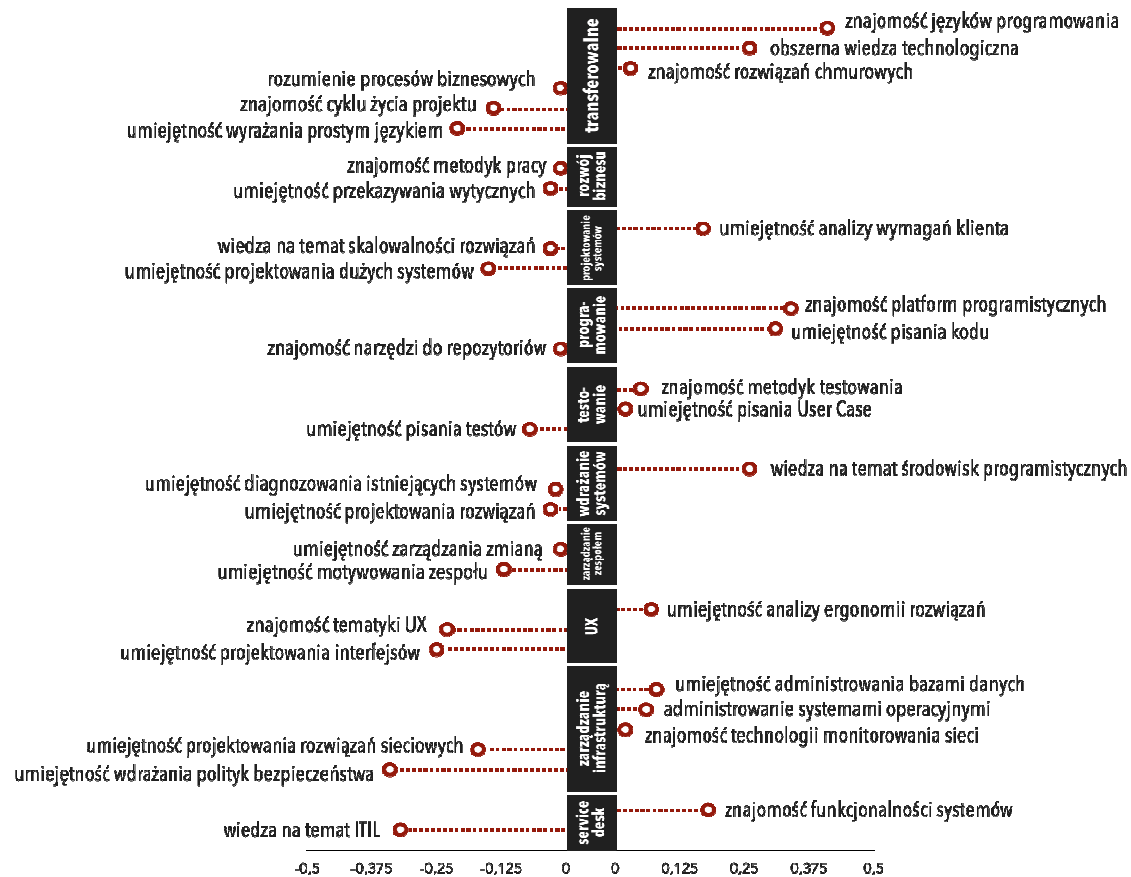 transferowalne
znajomość języków programowania
obszerna wiedza technologiczna
znajomość rozwiązań chmurowych
rozumienie procesów biznesowych
znajomość cyklu życia projektu
umiejętność wyrażania prostym językiem
rozwój
biznesu
znajomość metodyk pracy
umiejętność przekazywania wytycznych
projektowanie
systemów
umiejętność analizy wymagań klienta
wiedza na temat skalowalności rozwiązań
umiejętność projektowania dużych systemów
progra-
mowanie
znajomość platform programistycznych
umiejętność pisania kodu
znajomość narzędzi do repozytoriów
testo-
wanie
znajomość metodyk testowania
umiejętność pisania User Case
umiejętność pisania testów
wdrażanie
systemów
wiedza na temat środowisk programistycznych
umiejętność diagnozowania istniejących systemów
umiejętność projektowania rozwiązań
zarządzanie
zespołem
umiejętność zarządzania zmianą
umiejętność motywowania zespołu
UX
umiejętność analizy ergonomii rozwiązań
znajomość tematyki UX
umiejętność projektowania interfejsów
zarządzanie
infrastrukturą
umiejętność administrowania bazami danych
administrowanie systemami operacyjnymi
znajomość technologii monitorowania sieci
umiejętność projektowania rozwiązań sieciowych
umiejętność wdrażania polityk bezpieczeństwa
service
desk
znajomość funkcjonalności systemów
wiedza na temat ITIL
-0,5 -0,375 -0,25 -0,125 0 0 0,125 0,25 0,375 0,5